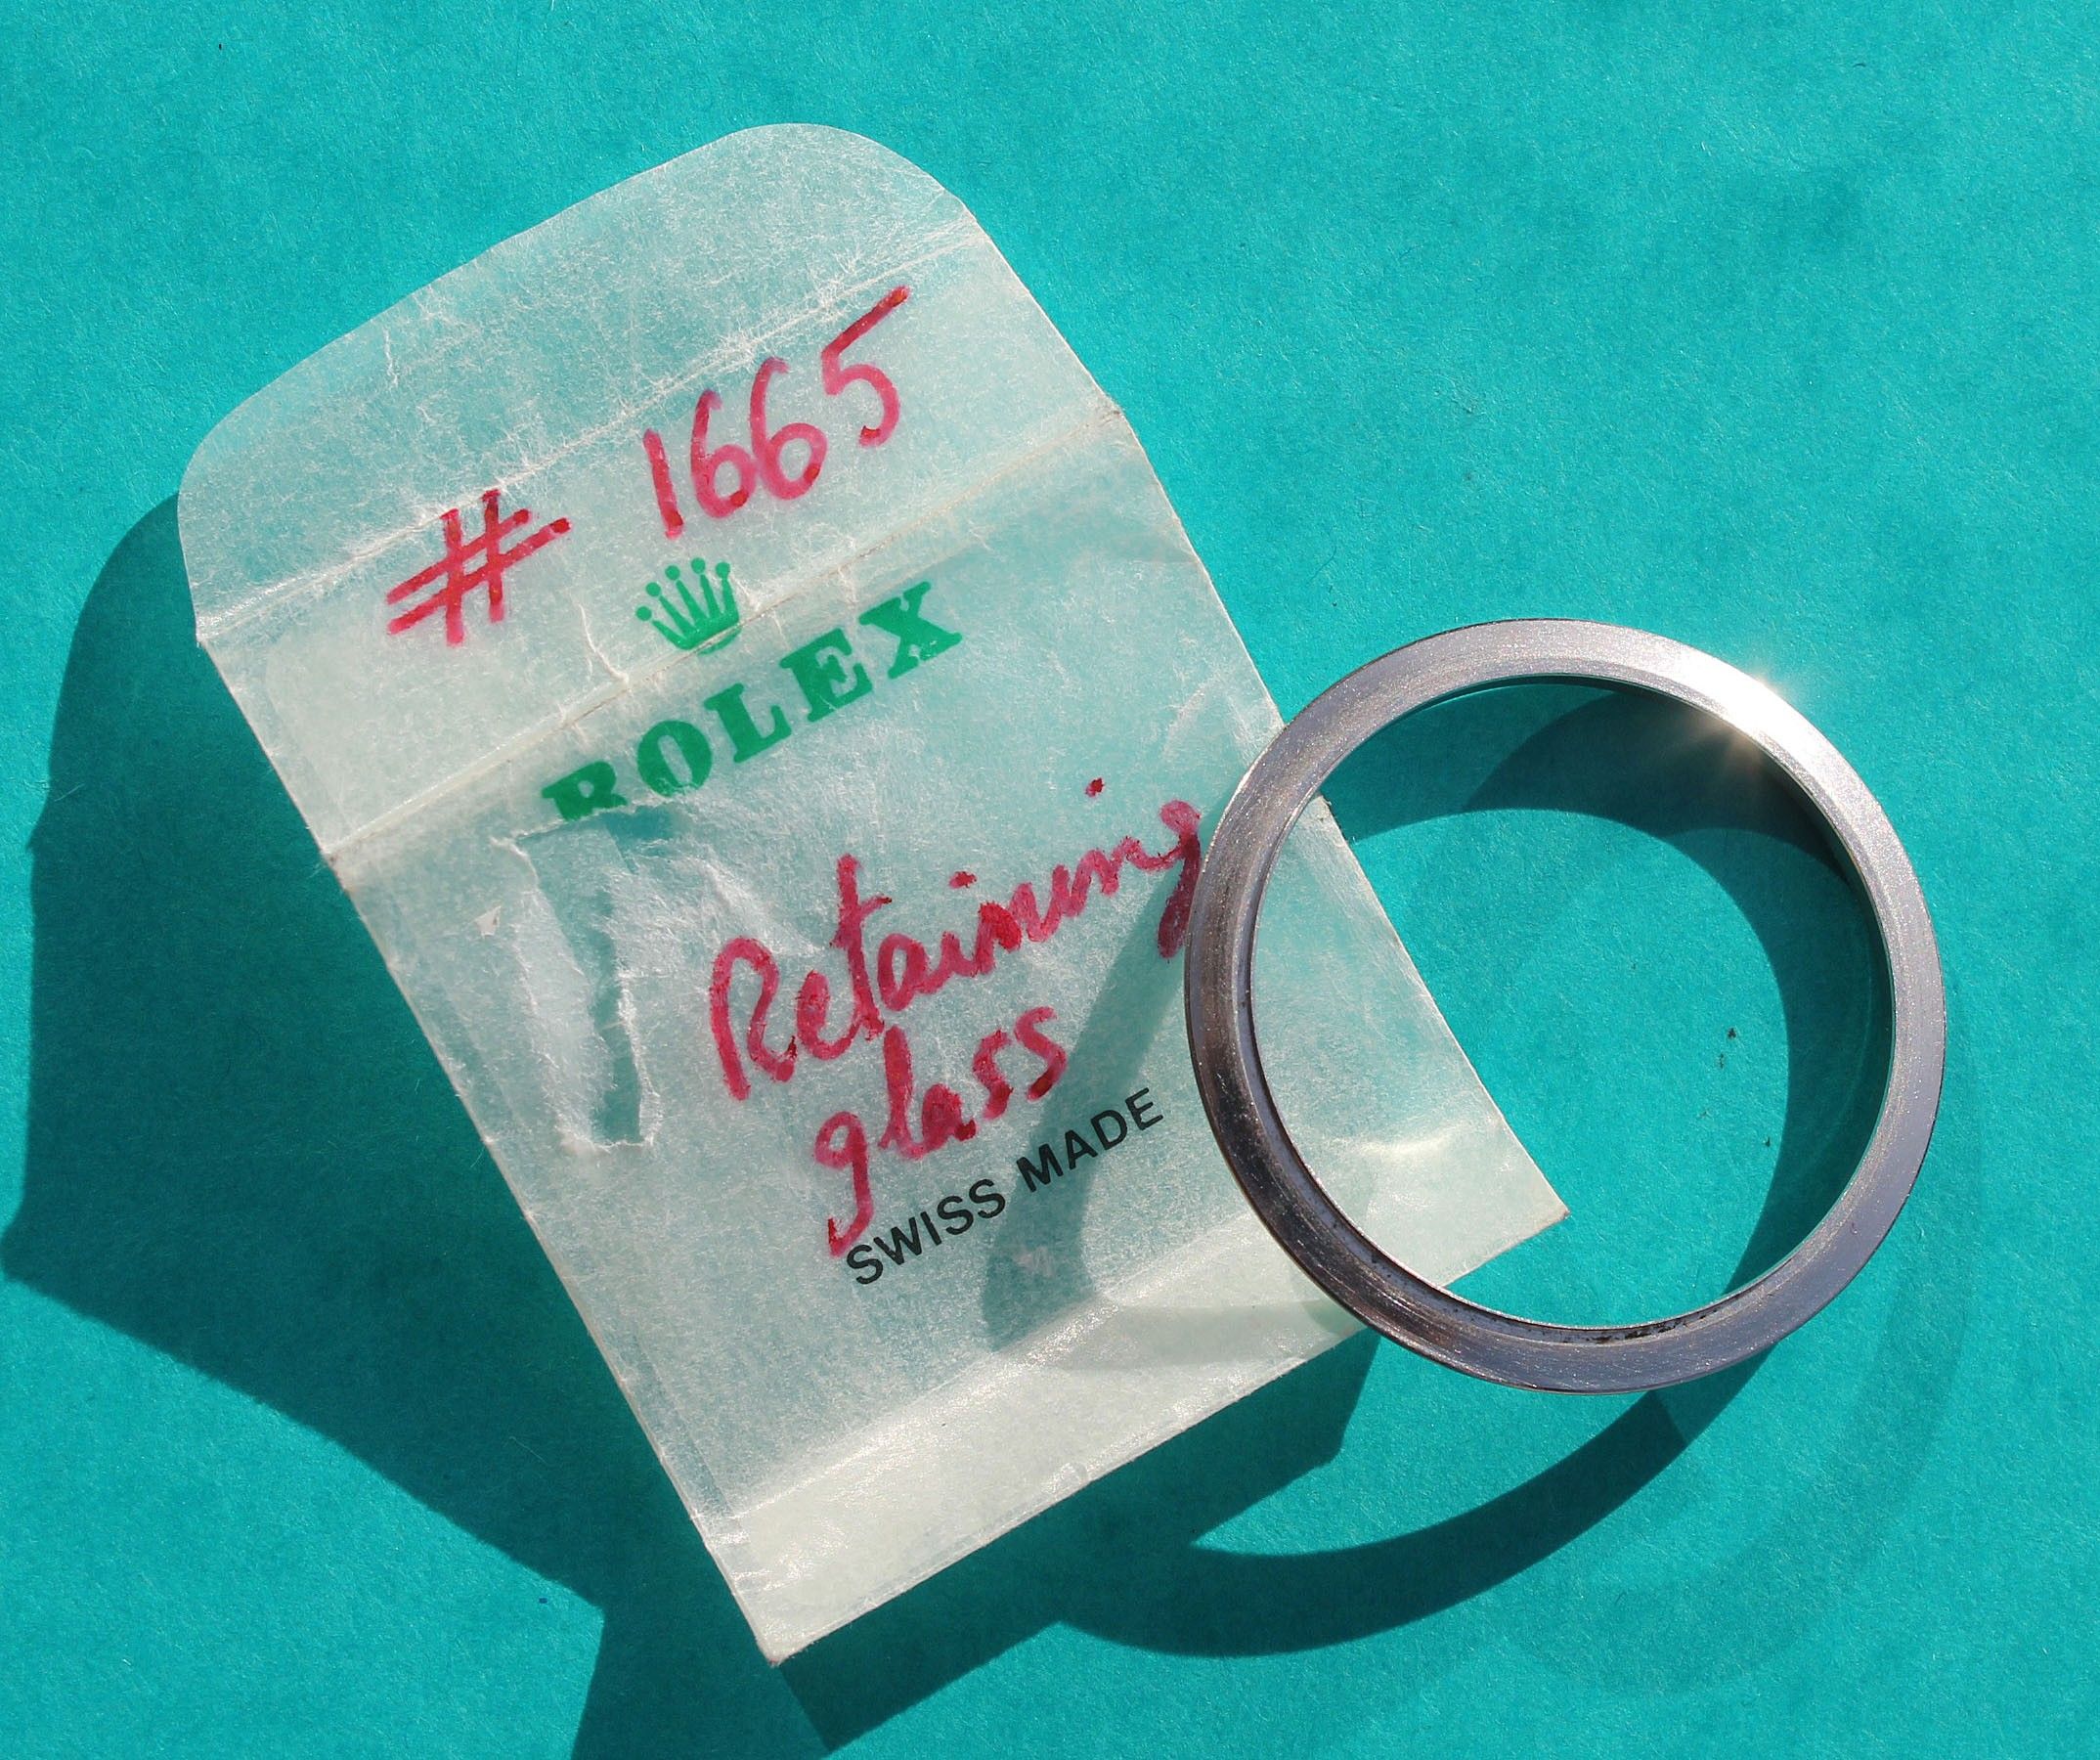 # 1665
ROLEX
Retaining
glass
SWISS MADE